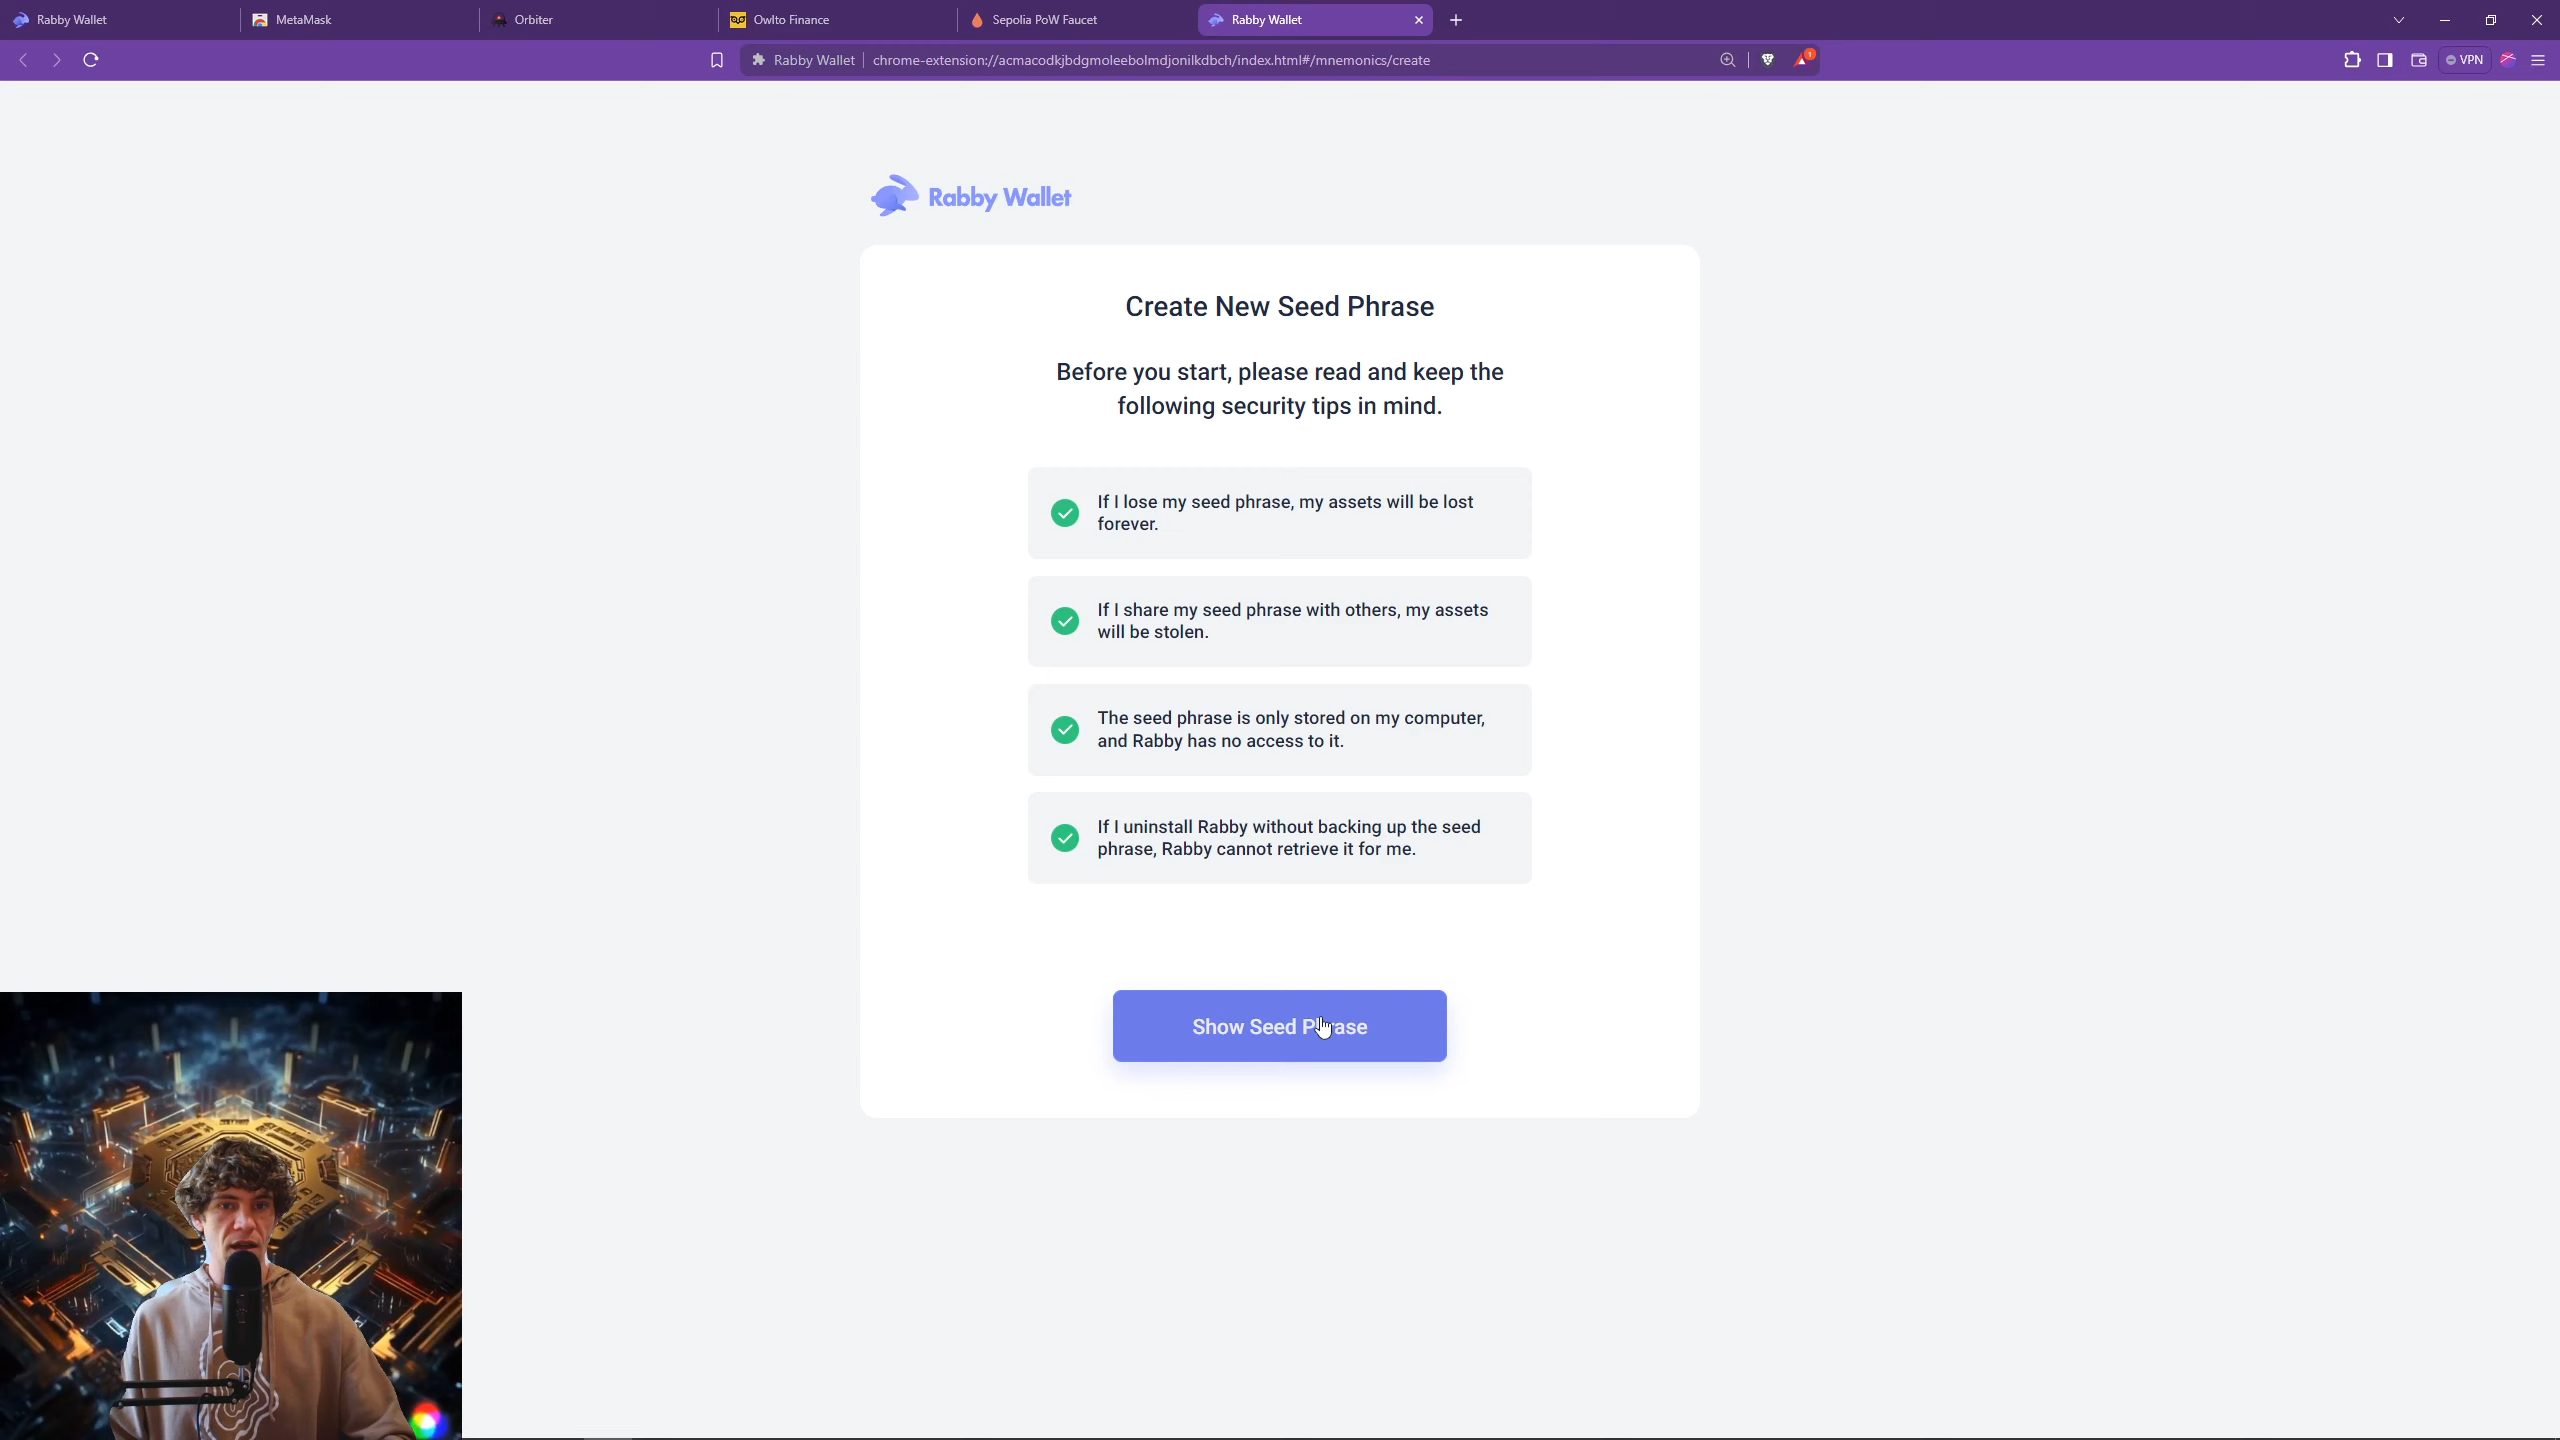 Rabby Wallet
MetaMask
Orbiter
Owlto Finance
Sepolia PoW Faucet
Rabby Wallet
Rabby Wallet
chrome-extension://acmacodkjbdgmoleebolmdjonilkdbch/index.html#/mnemonics/create
1
VPN
Rabby Wallet
Create New Seed Phrase
Before you start, please read and keep the
following security tips in mind.
If I lose my seed phrase, my assets will be lost
forever.
If I share my seed phrase with others, my assets
will be stolen.
The seed phrase is only stored on my computer,
and Rabby has no access to it.
If I uninstall Rabby without backing up the seed
phrase, Rabby cannot retrieve it for me.
Show Seed Phrase